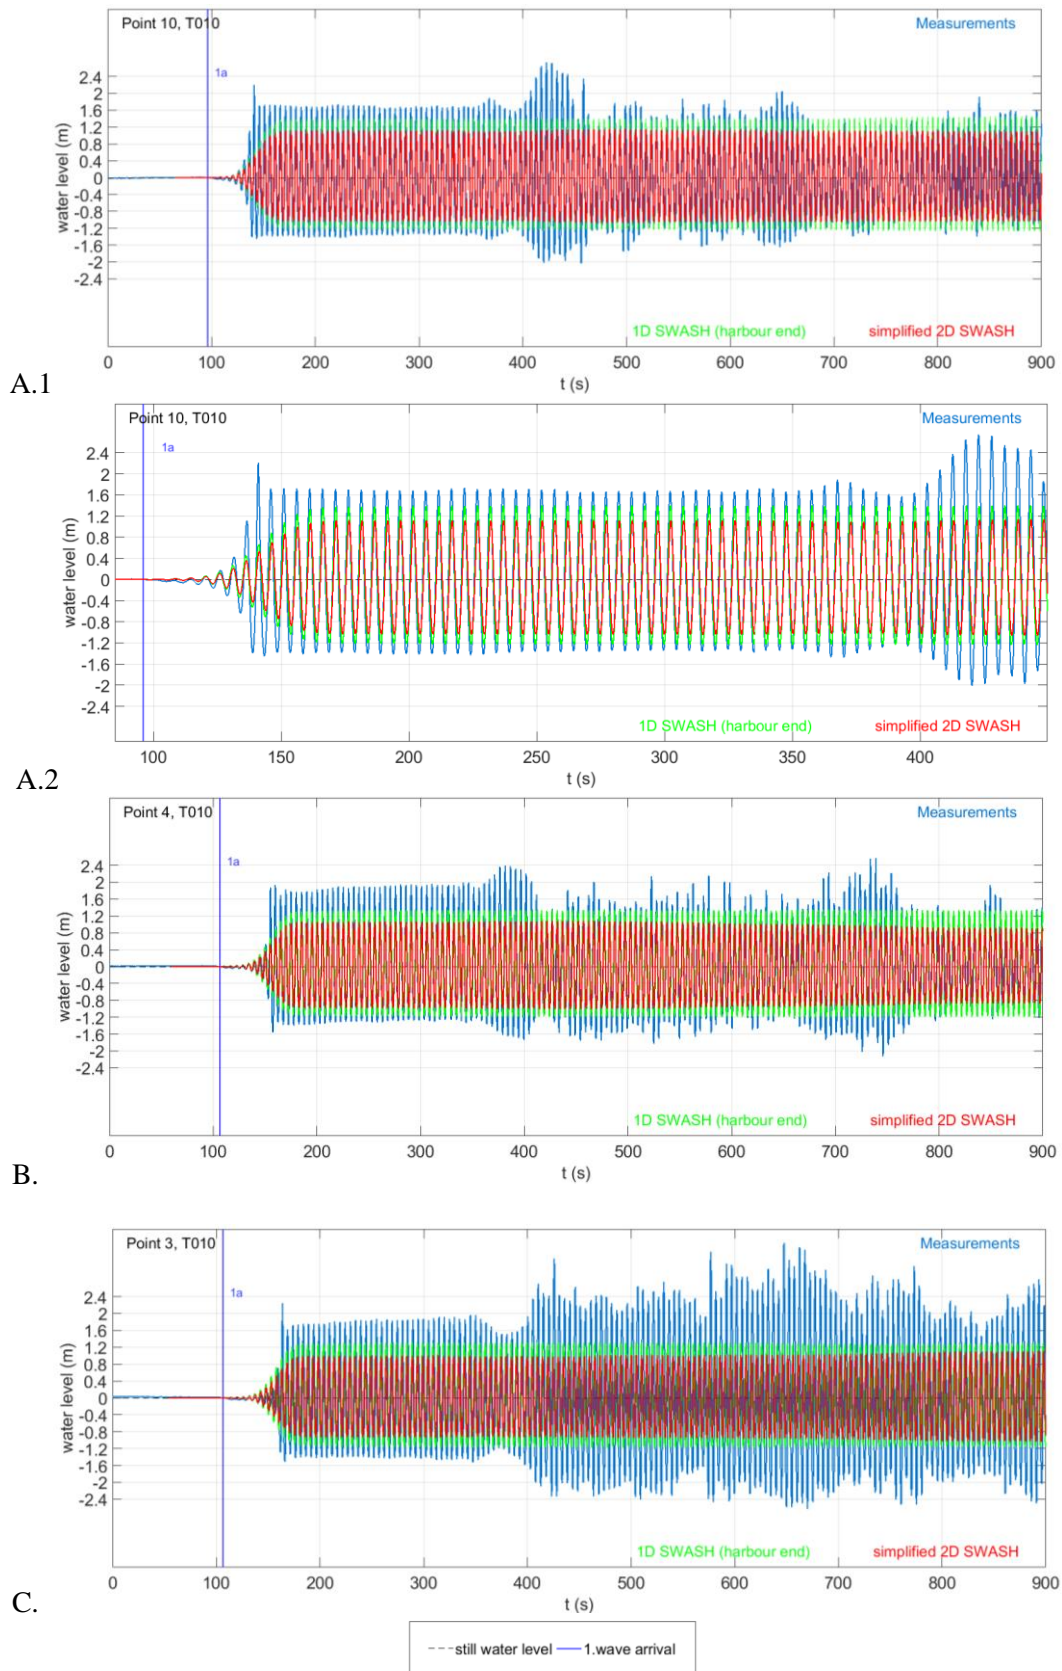 Point 10, T010
Measurements
1a
2.4
2
1.6
1.2
0.8
0.4
0
-0.4
-0.8
-1.2
-1.6
-2
-2.4
water level (m)
1D SWASH (harbour end)
simplified 2D SWASH
0 100 200 300 400 500 600 700 800 900
t (s)
A.1
Point 10, T010
Measurements
1a
2.4
2
1.6
1.2
0.8
0.4
0
-0.4
-0.8
-1.2
-1.6
-2
-2.4
water level (m)
1D SWASH (harbour end)
simplified 2D SWASH
100 150 200 250 300 350 400
t (s)
A.2
Point 4, T010
Measurements
1a
2.4
2
1.6
1.2
0.8
0.4
0
-0.4
-0.8
-1.2
-1.6
-2
-2.4
water level (m)
1D SWASH (harbour end)
simplified 2D SWASH
0 100 200 300 400 500 600 700 800 900
t (s)
B.
Point 3, T010
Measurements
1a
2.4
2
1.6
1.2
0.8
0.4
0
-0.4
-0.8
-1.2
-1.6
-2
-2.4
water level (m)
1D SWASH (harbour end)
simplified 2D SWASH
0 100 200 300 400 500 600 700 800 900
t (s)
C.
still water level 1.wave arrival